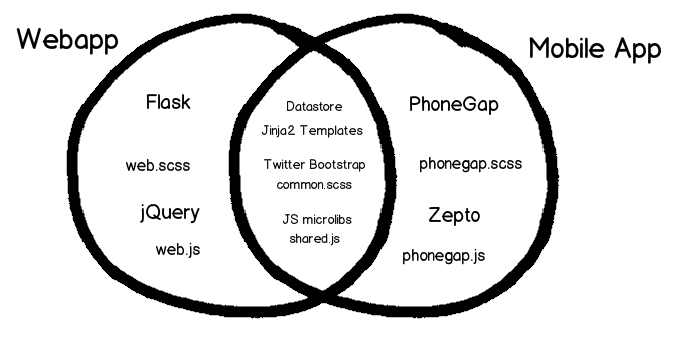 Webapp
Mobile App
Flask
Datastore
PhoneGap
Jinja2 Templates
web.scss
Twitter Bootstrap
phonegap.scss
common.scss
jQuery
JS microlibs
Zepto
web.js
shared.js
phonegap.js